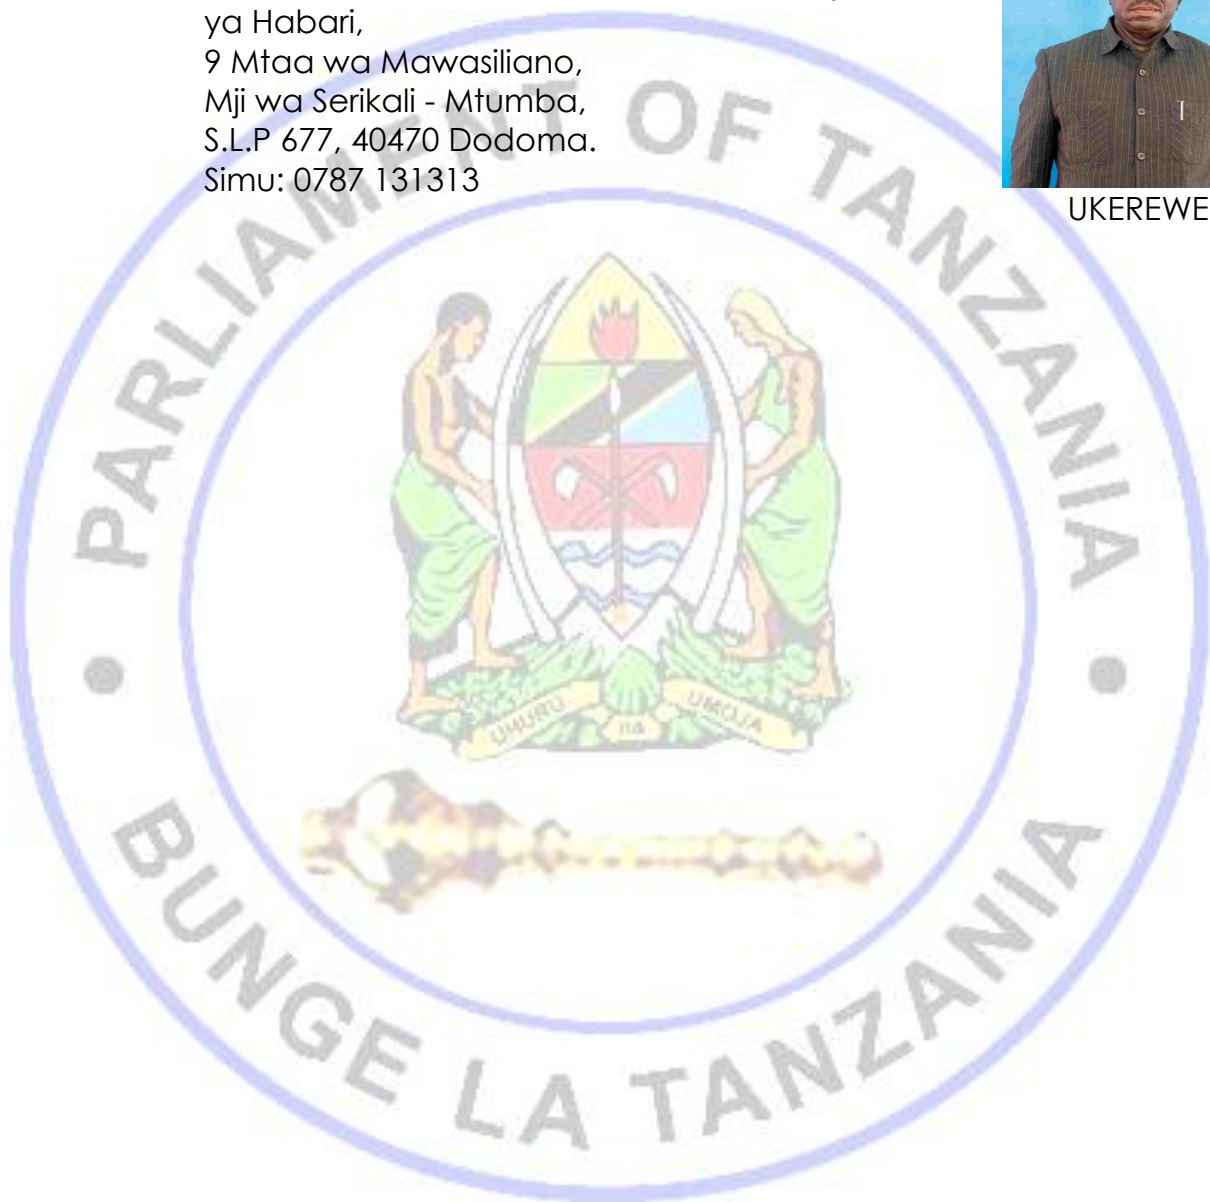 ya Habari,
9 Mtaa wa Mawasiliano,
Mji wa Serikali - Mtumba,
S.L.P 677, 40470 Dodoma.
Simu: 0787 131313
UKEREWE
PARLIAMENT OF TANZANIA
UHURU NA UMOJA
BUNGE LA TANZANIA